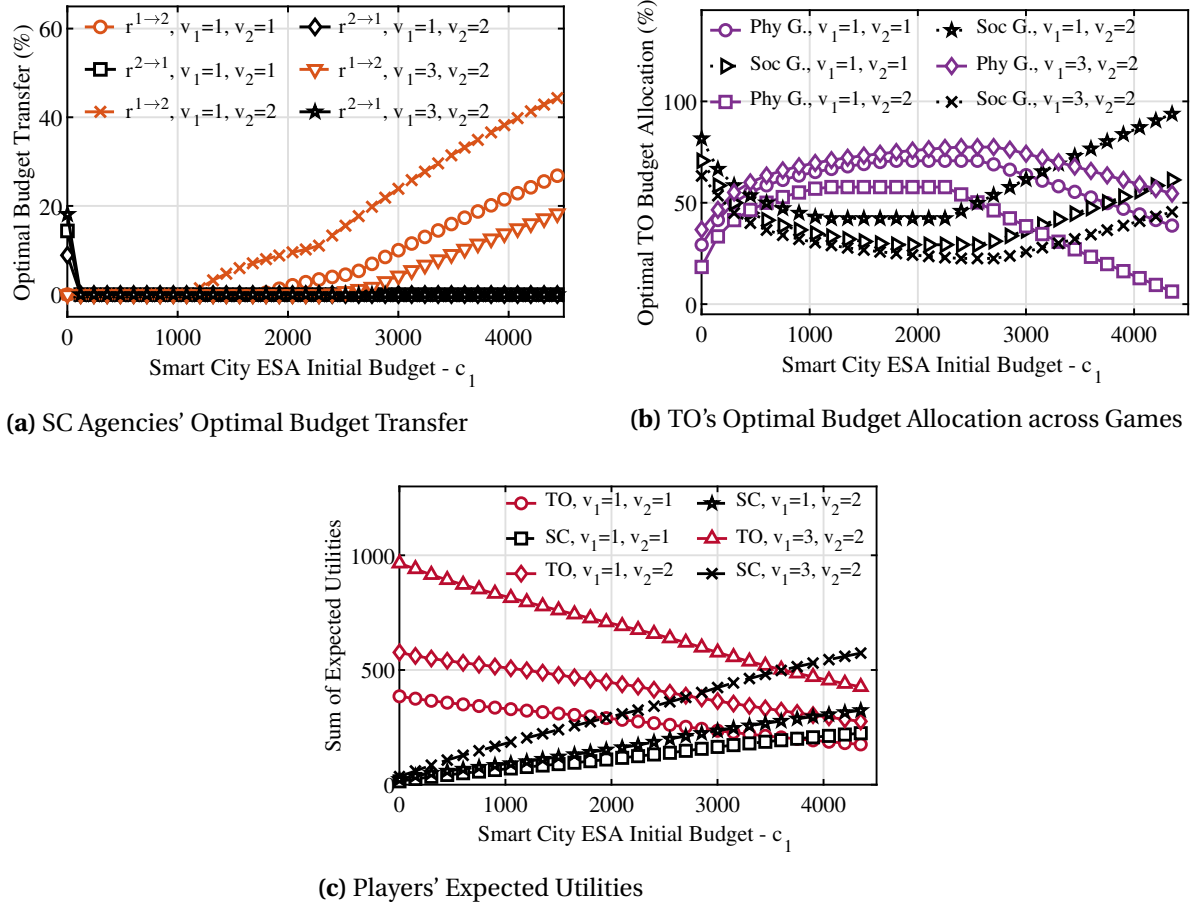 60
40
20
0
Optimal Budget Transfer (%)
r1→2, v1=1, v2=1
r2→1, v1=1, v2=1
r1→2, v1=1, v2=2
r2→1, v1=1, v2=2
r1→2, v1=3, v2=2
r2→1, v1=3, v2=2
0 1000 2000 3000 4000
Smart City ESA Initial Budget - c1
(a) SC Agencies' Optimal Budget Transfer
100
50
0
Optimal TO Budget Allocation (%)
Phy G., v1=1, v2=1
Soc G., v1=1, v2=1
Phy G., v1=1, v2=2
Soc G., v1=1, v2=2
Phy G., v1=3, v2=2
Soc G., v1=3, v2=2
0 1000 2000 3000 4000
Smart City ESA Initial Budget - c1
(b) TO's Optimal Budget Allocation across Games
1000
500
0
Sum of Expected Utilities
TO, v1=1, v2=1
SC, v1=1, v2=1
TO, v1=1, v2=2
SC, v1=1, v2=2
TO, v1=3, v2=2
SC, v1=3, v2=2
0 1000 2000 3000 4000
Smart City ESA Initial Budget - c1
(c) Players' Expected Utilities